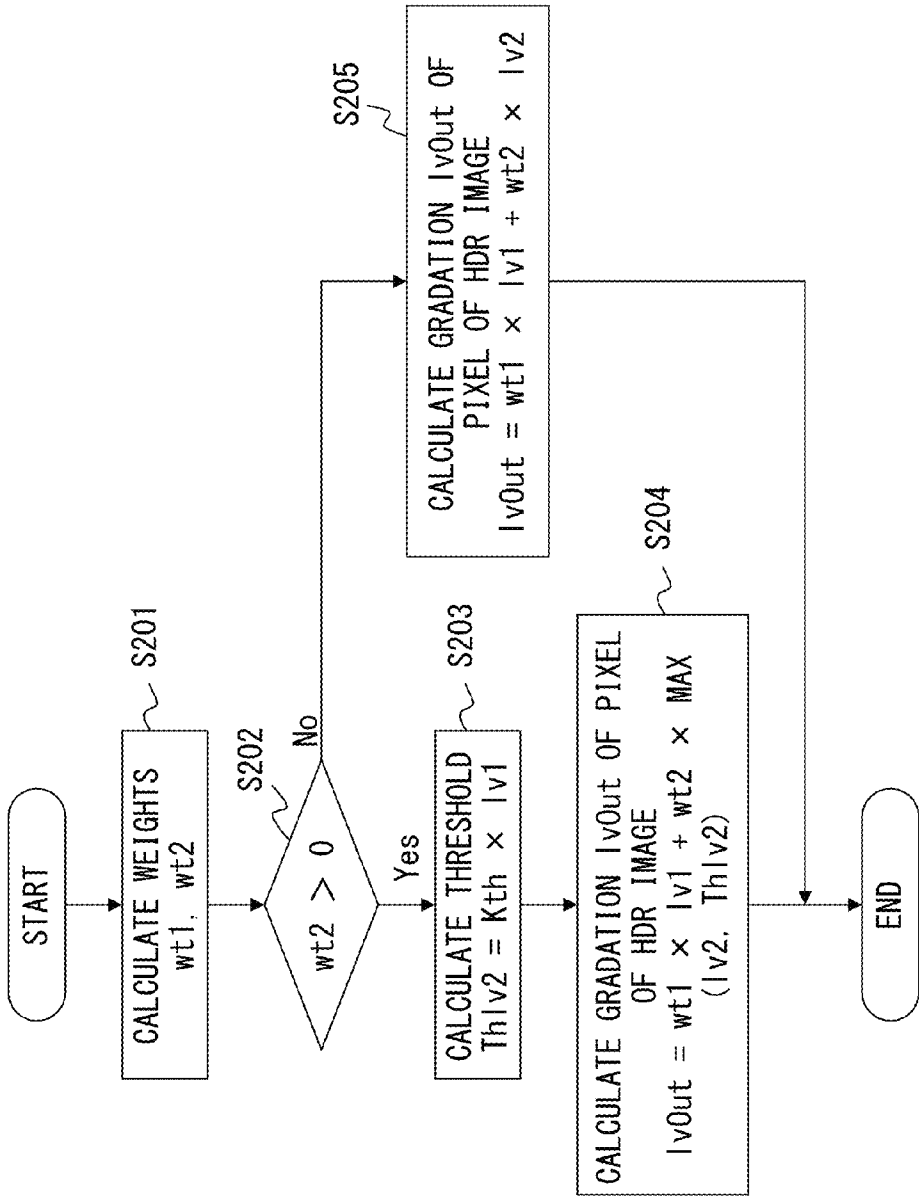 START
S201
CALCULATE WEIGHTS
wt1, wt2
S202
wt2 > 0
No
Yes
S203
CALCULATE THRESHOLD
Thlv2 = Kth × lv1
S204
CALCULATE GRADATION lvOut OF PIXEL
OF HDR IMAGE
lvOut = wt1 × lv1 + wt2 × MAX
(lv2, Thlv2)
S205
CALCULATE GRADATION lvOut OF
PIXEL OF HDR IMAGE
lvOut = wt1 × lv1 + wt2 × lv2
END